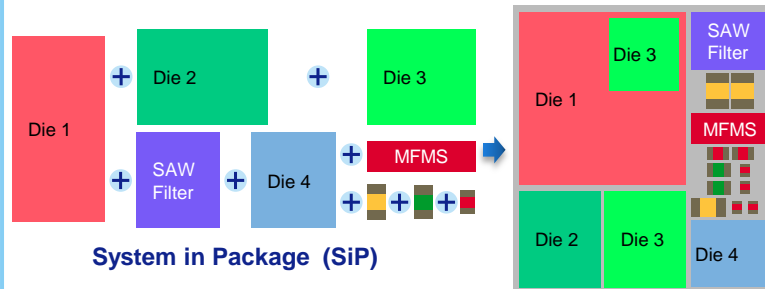 Die 1
Die 2
Die 3
SAW
Filter
Die 4
MFMS
System in Package (SiP)
Die 1
Die 3
SAW
Filter
MFMS
Die 2
Die 3
Die 4